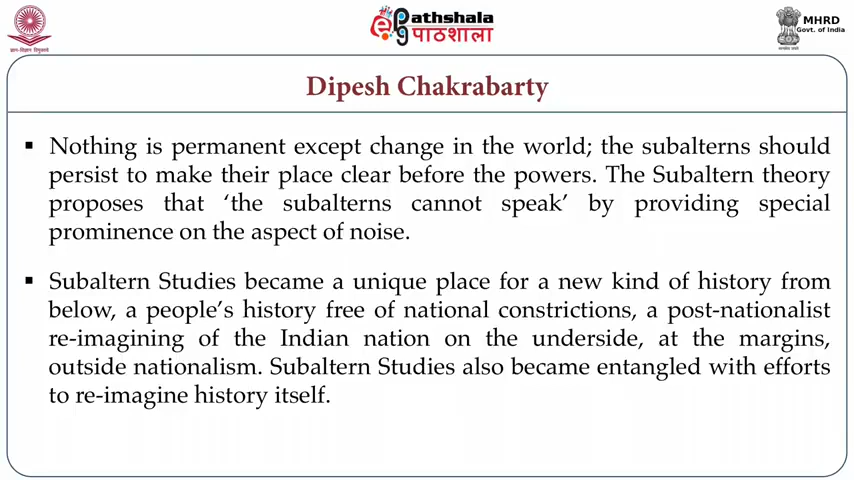 ePathshala
पाठशाला
MHRD
Govt. of India
Dipesh Chakrabarty
▪ Nothing is permanent except change in the world; the subalterns should
persist to make their place clear before the powers. The Subaltern theory
proposes that ‘the subalterns cannot speak’ by providing special
prominence on the aspect of noise.
▪ Subaltern Studies became a unique place for a new kind of history from
below, a people’s history free of national constrictions, a post-nationalist
re-imagining of the Indian nation on the underside, at the margins,
outside nationalism. Subaltern Studies also became entangled with efforts
to re-imagine history itself.